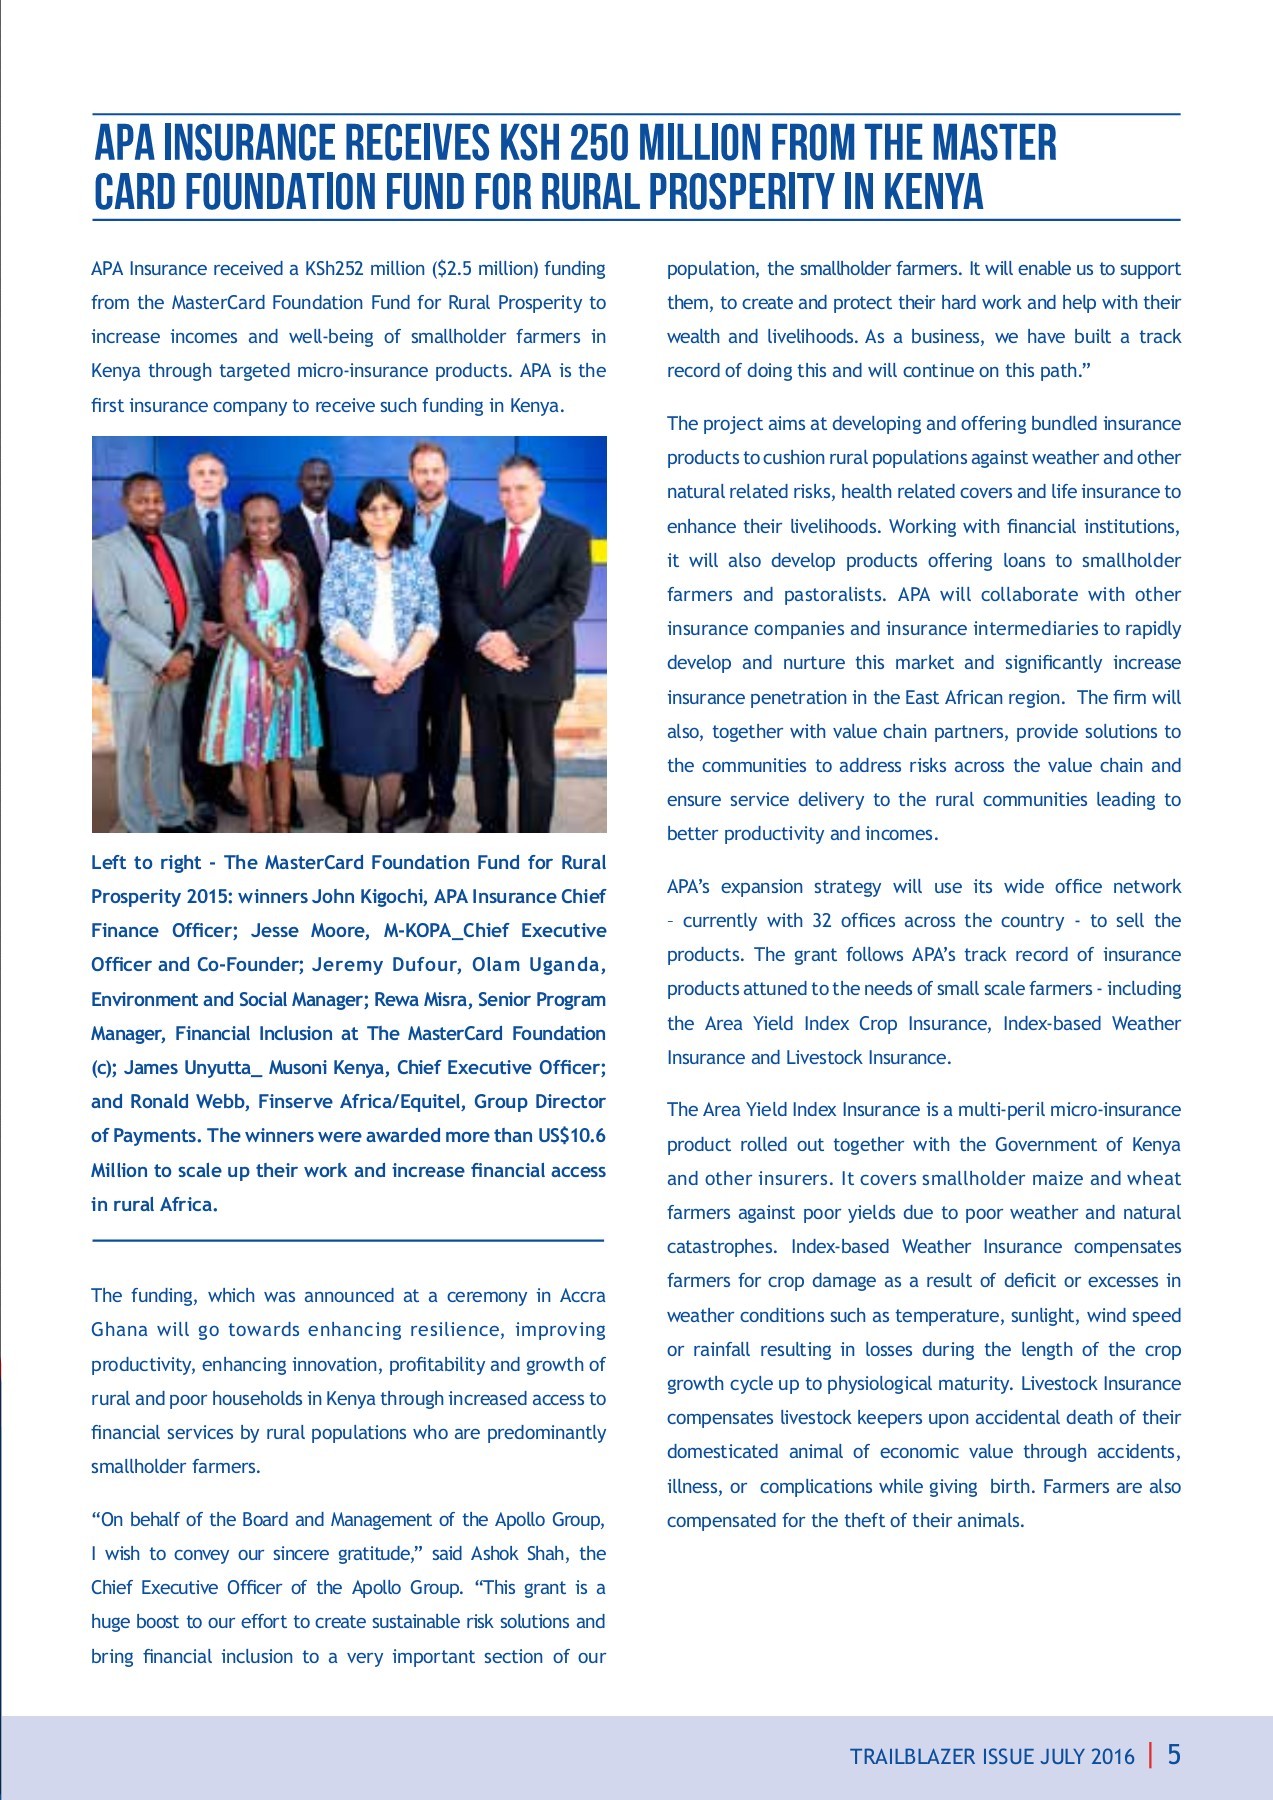 APA INSURANCE RECEIVES KSH 250 MILLION FROM THE MASTER
CARD FOUNDATION FUND FOR RURAL PROSPERITY IN KENYA
APA Insurance received a KSh252 million ($2.5 million) funding
from the MasterCard Foundation Fund for Rural Prosperity to
increase incomes and well-being of smallholder farmers in
Kenya through targeted micro-insurance products. APA is the
first insurance company to receive such funding in Kenya.
Left to right - The MasterCard Foundation Fund for Rural
Prosperity 2015: winners John Kigochi, APA Insurance Chief
Finance Officer; Jesse Moore, M-KOPA_Chief Executive
Officer and Co-Founder; Jeremy Dufour, Olam Uganda,
Environment and Social Manager; Rewa Misra, Senior Program
Manager, Financial Inclusion at The MasterCard Foundation
(c); James Unyutta_ Musoni Kenya, Chief Executive Officer;
and Ronald Webb, Finserve Africa/Equitel, Group Director
of Payments. The winners were awarded more than US$10.6
Million to scale up their work and increase financial access
in rural Africa.
The funding, which was announced at a ceremony in Accra
Ghana will go towards enhancing resilience, improving
productivity, enhancing innovation, profitability and growth of
rural and poor households in Kenya through increased access to
financial services by rural populations who are predominantly
smallholder farmers.
“On behalf of the Board and Management of the Apollo Group,
I wish to convey our sincere gratitude,” said Ashok Shah, the
Chief Executive Officer of the Apollo Group. “This grant is a
huge boost to our effort to create sustainable risk solutions and
bring financial inclusion to a very important section of our
population, the smallholder farmers. It will enable us to support
them, to create and protect their hard work and help with their
wealth and livelihoods. As a business, we have built a track
record of doing this and will continue on this path.”
The project aims at developing and offering bundled insurance
products to cushion rural populations against weather and other
natural related risks, health related covers and life insurance to
enhance their livelihoods. Working with financial institutions,
it will also develop products offering loans to smallholder
farmers and pastoralists. APA will collaborate with other
insurance companies and insurance intermediaries to rapidly
develop and nurture this market and significantly increase
insurance penetration in the East African region. The firm will
also, together with value chain partners, provide solutions to
the communities to address risks across the value chain and
ensure service delivery to the rural communities leading to
better productivity and incomes.
APA’s expansion strategy will use its wide office network
– currently with 32 offices across the country - to sell the
products. The grant follows APA’s track record of insurance
products attuned to the needs of small scale farmers - including
the Area Yield Index Crop Insurance, Index-based Weather
Insurance and Livestock Insurance.
The Area Yield Index Insurance is a multi-peril micro-insurance
product rolled out together with the Government of Kenya
and other insurers. It covers smallholder maize and wheat
farmers against poor yields due to poor weather and natural
catastrophes. Index-based Weather Insurance compensates
farmers for crop damage as a result of deficit or excesses in
weather conditions such as temperature, sunlight, wind speed
or rainfall resulting in losses during the length of the crop
growth cycle up to physiological maturity. Livestock Insurance
compensates livestock keepers upon accidental death of their
domesticated animal of economic value through accidents,
illness, or complications while giving birth. Farmers are also
compensated for the theft of their animals.
TRAILBLAZER ISSUE JULY 2016 | 5